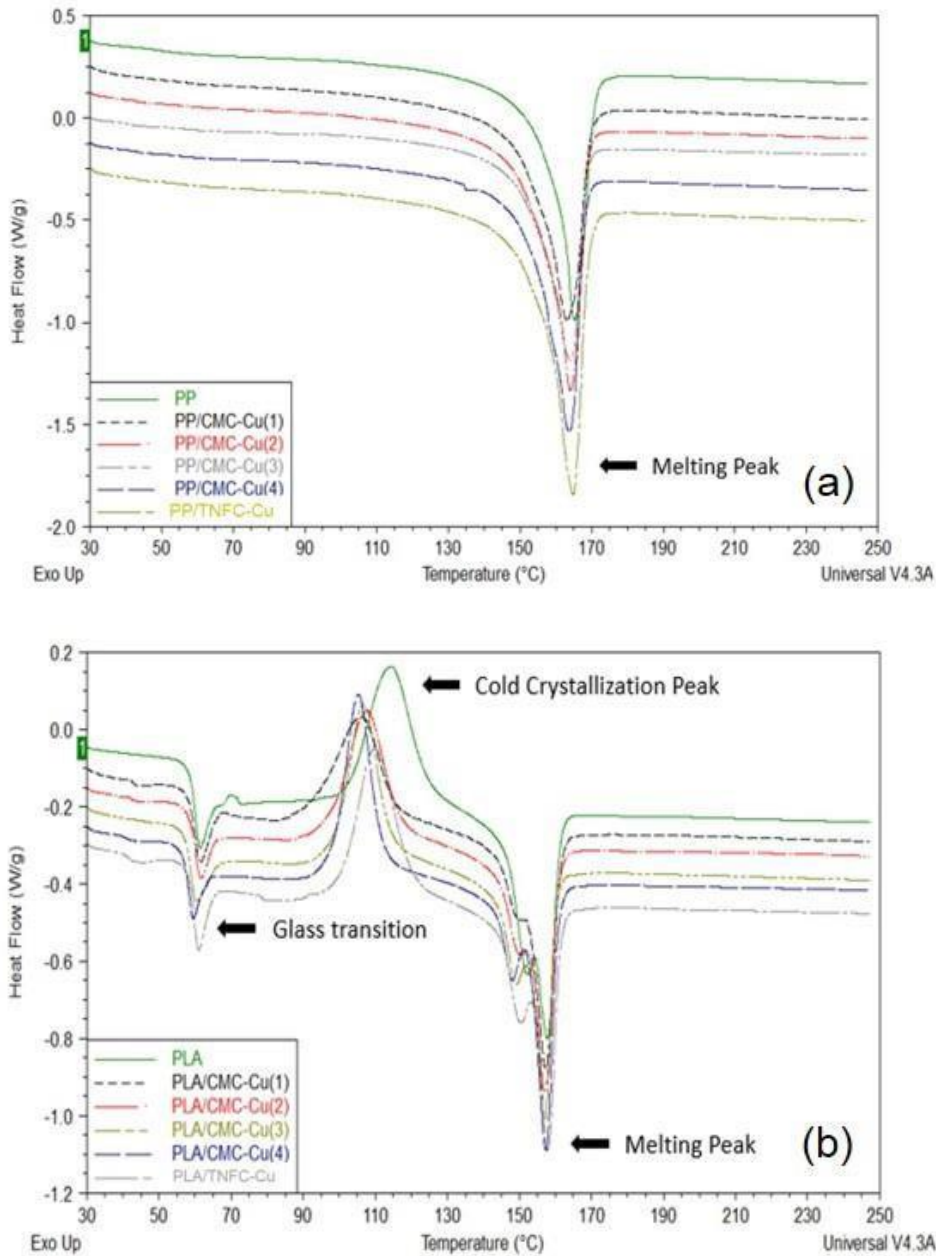 0.5
1
0.0
-0.5
Heat Flow (W/g)
-1.0
-1.5
-2.0
PP
PP/CMC-Cu(1)
PP/CMC-Cu(2)
PP/CMC-Cu(3)
PP/CMC-Cu(4)
PP/TNFC-Cu
Melting Peak
(a)
30 50 70 90 110 130 150 170 190 210 230 250
Exo Up Temperature (°C) Universal V4.3A
0.2
1
0.0
-0.2
-0.4
Heat Flow (W/g)
-0.6
-0.8
-1.0
-1.2
Cold Crystallization Peak
Glass transition
PLA
PLA/CMC-Cu(1)
PLA/CMC-Cu(2)
PLA/CMC-Cu(3)
PLA/CMC-Cu(4)
PLA/TNFC-Cu
Melting Peak
(b)
30 50 70 90 110 130 150 170 190 210 230 250
Exo Up Temperature (°C) Universal V4.3A